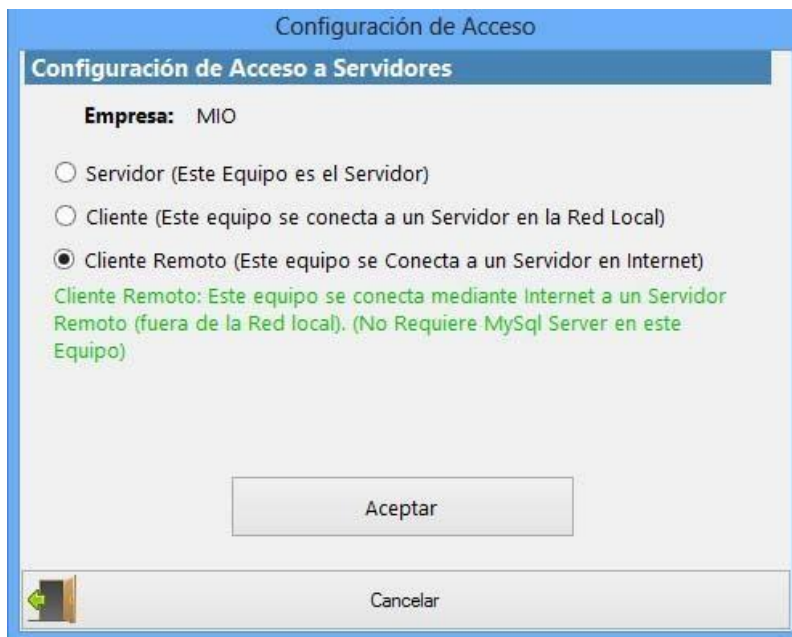 Configuración de Acceso
Configuración de Acceso a Servidores
Empresa: MIO
Servidor (Este Equipo es el Servidor)
Cliente (Este equipo se conecta a un Servidor en la Red Local)
Cliente Remoto (Este equipo se Conecta a un Servidor en Internet)
Cliente Remoto: Este equipo se conecta mediante Internet a un Servidor
Remoto (fuera de la Red local). (No Requiere MySql Server en este
Equipo)
Aceptar
Cancelar